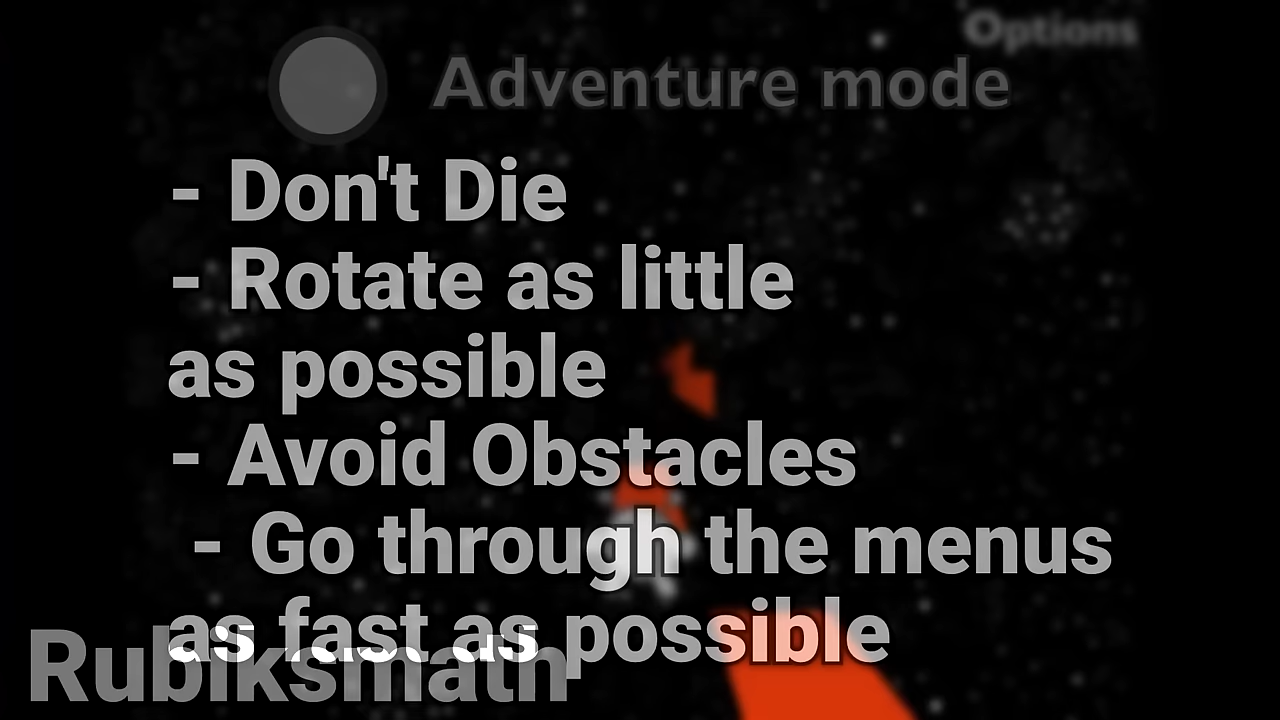 Options
Adventure mode
- Don't Die
- Rotate as little
as possible
- Avoid Obstacles
- Go through the menus
as fast as possible
Rubiksmath